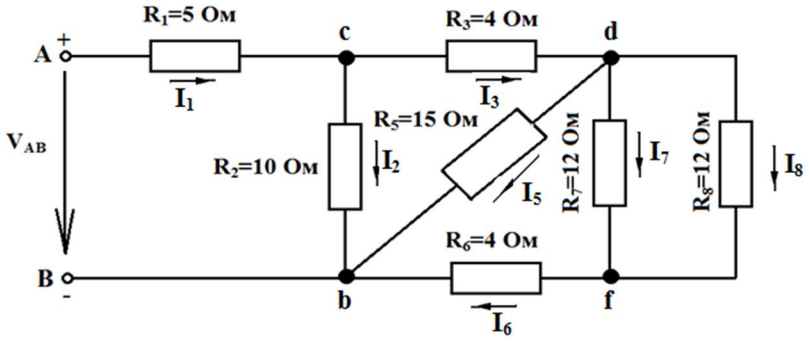 R₁=5 Ом
c
R₃=4 Ом
d
A
+
I₁
I₃
V_AB
R₅=15 Ом
R₂=10 Ом
I₂
I₅
R₇=12 Ом
I₇
R₈=12 Ом
I₈
R₆=4 Ом
B
-
b
f
I₆